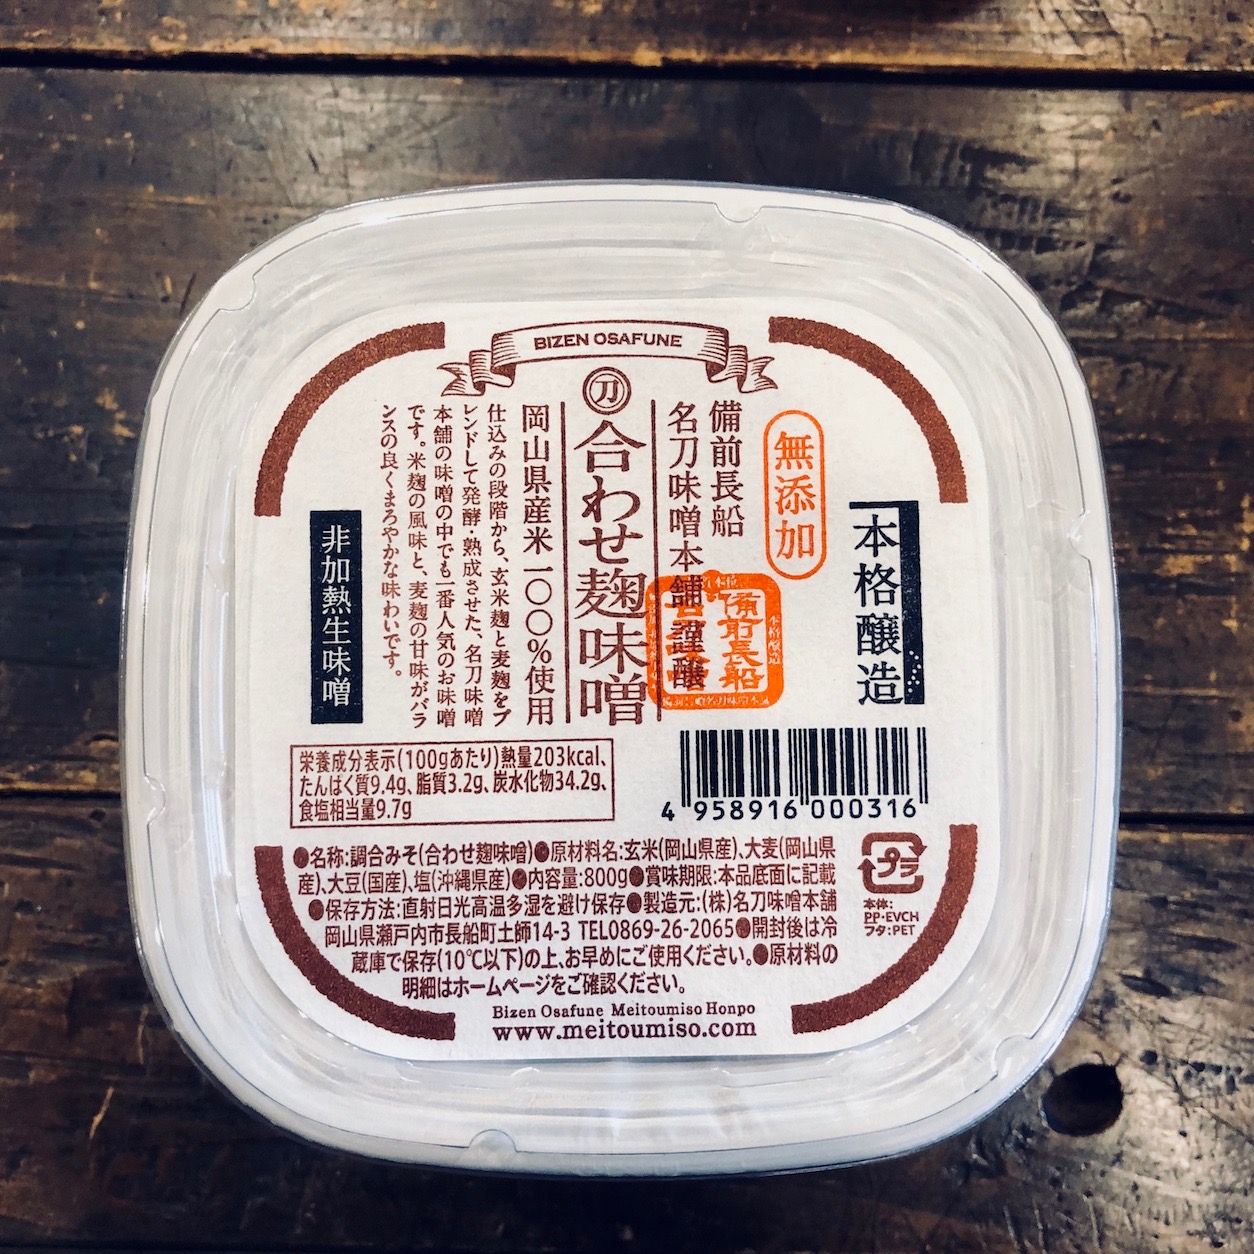 BIZEN OSAFUNE
本格醸造
無添加
備前長船
名刀味噌本舗 謹醸
刀
合わせ麹味噌
岡山県産米一〇〇%使用
仕込みの段階から、玄米麹と麦麹をブ
レンドして発酵・熟成させた、名刀味噌
本舗の味噌の中でも一番人気のお味噌
です。米麹の風味と、麦麹の甘味がバラ
ンスの良くまろやかな味わいです。
非加熱生味噌
備前長船
栄養成分表示(100gあたり)熱量203kcal、
たんぱく質9.4g、脂質3.2g、炭水化物34.2g、
食塩相当量9.7g
4 958916 000316
●名称:調合みそ(合わせ麹味噌)●原材料名:玄米(岡山県産)、大麦(岡山県
産)、大豆(国産)、塩(沖縄県産)●内容量:800g●賞味期限:本品底面に記載
●保存方法:直射日光高温多湿を避け保存●製造元:(株)名刀味噌本舗
岡山県瀬戸内市長船町土師14-3 TEL0869-26-2065●開封後は冷
蔵庫で保存(10℃以下)の上、お早めにご使用ください。●原材料の
明細はホームページをご確認ください。
プラ
本体:
PP・EVOH
フタ:PET
Bizen Osafune Meitoumiso Honpo
www.meitoumiso.com